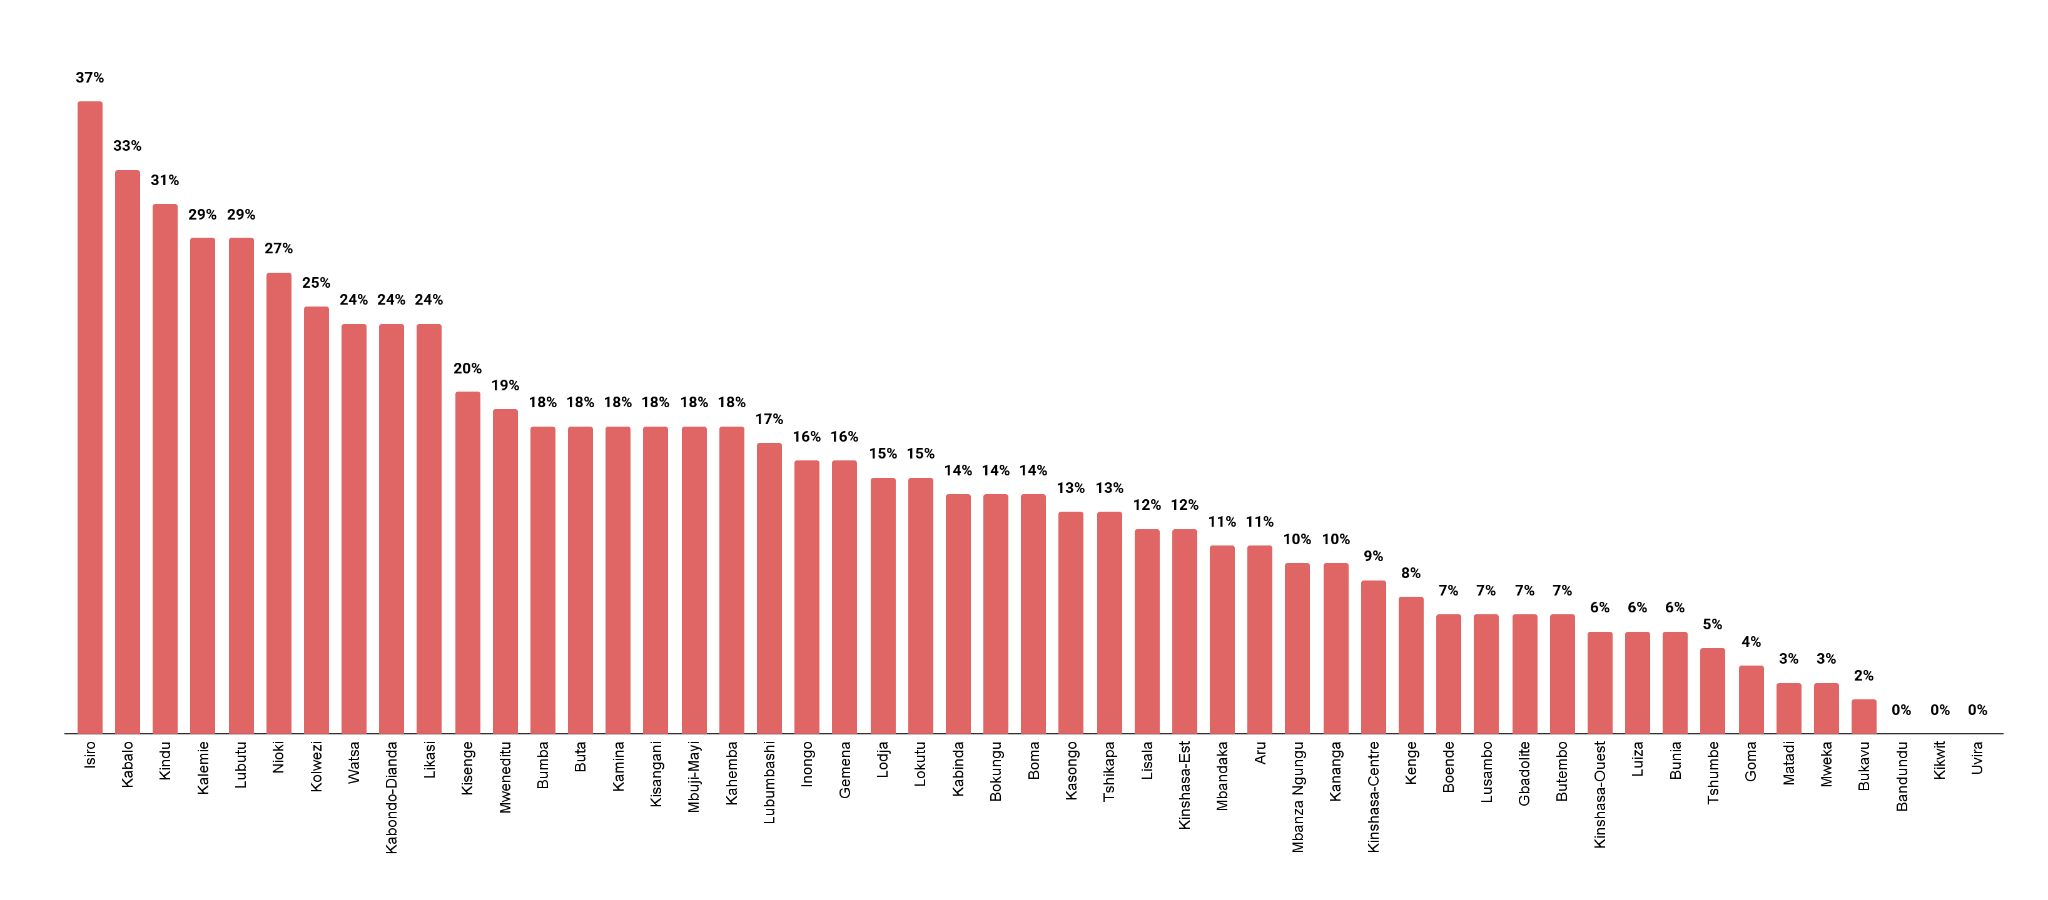 37%
33%
31%
29% 29%
27%
25%
24% 24% 24%
20%
19%
18% 18% 18% 18% 18% 18%
17%
16% 16%
15% 15%
14% 14% 14%
13% 13%
12% 12%
11% 11%
10% 10%
9%
8%
7% 7% 7% 7%
6% 6% 6%
5%
4%
3% 3%
2%
0% 0% 0%
Isiro
Kabalo
Kindu
Kalemie
Lubutu
Nioki
Kolwezi
Watsa
Kabondo-Dianda
Likasi
Kisenge
Mweneditu
Bumba
Buta
Kamina
Kisangani
Mbuji-Mayi
Kahemba
Lubumbashi
Inongo
Gemena
Lodja
Lokutu
Kabinda
Bokungu
Boma
Kasongo
Tshikapa
Lisala
Kinshasa-Est
Mbandaka
Aru
Mbanza Ngungu
Kananga
Kinshasa-Centre
Kenge
Boende
Lusambo
Gbadolite
Butembo
Kinshasa-Ouest
Luiza
Bunia
Tshumbe
Goma
Matadi
Mweka
Bukavu
Bandundu
Kikwit
Uvira